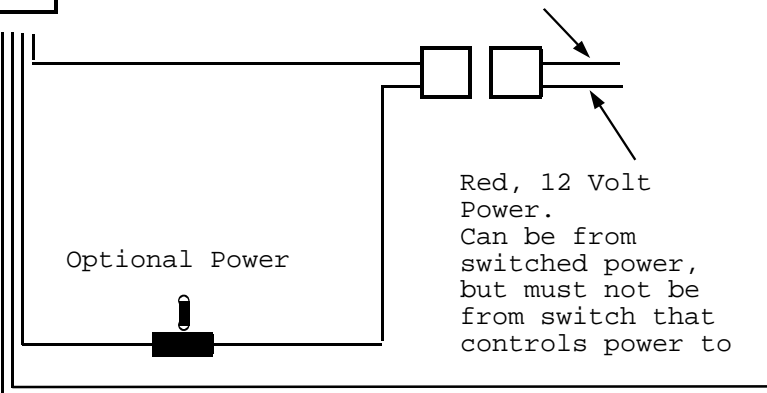 Red, 12 Volt
Power.
Can be from
switched power,
but must not be
from switch that
controls power to
Optional Power